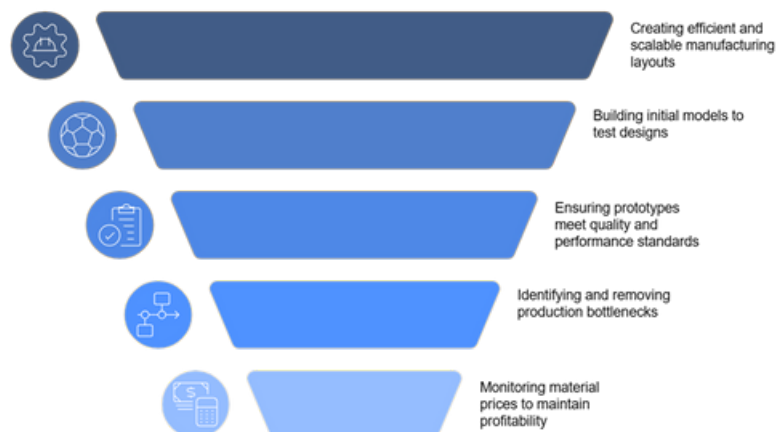 Creating efficient and
scalable manufacturing
layouts
Building initial models to
test designs
Ensuring prototypes
meet quality and
performance standards
Identifying and removing
production bottlenecks
$
Monitoring material
prices to maintain
profitability